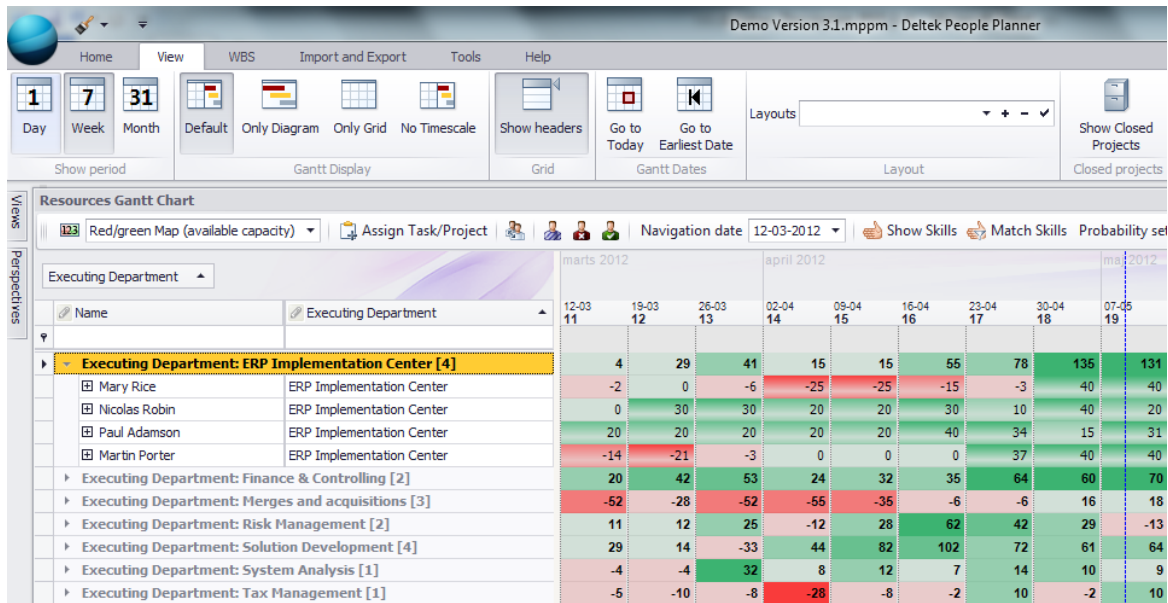 Demo Version 3.1.mppm - Deltek People Planner
Home View WBS Import and Export Tools Help
1 7 31
Day Week Month Default Only Diagram Only Grid No Timescale Show headers Go to Today Go to Earliest Date Layouts Show Closed Projects
Show period Gantt Display Grid Gantt Dates Layout Closed projects
Views
Perspectives
Resources Gantt Chart
123 Red/green Map (available capacity) Assign Task/Project Navigation date 12-03-2012 Show Skills Match Skills Probability set
Executing Department
marts 2012 april 2012 maj 2012
Name Executing Department
12-03 19-03 26-03 02-04 09-04 16-04 23-04 30-04 07-05
11 12 13 14 15 16 17 18 19
Executing Department: ERP Implementation Center [4] 4 29 41 15 15 55 78 135 131
Mary Rice ERP Implementation Center -2 0 -6 -25 -25 -15 -3 40 40
Nicolas Robin ERP Implementation Center 0 30 30 20 20 30 10 40 20
Paul Adamson ERP Implementation Center 20 20 20 20 20 40 34 15 31
Martin Porter ERP Implementation Center -14 -21 -3 0 0 0 37 40 40
Executing Department: Finance & Controlling [2] 20 42 53 24 32 35 64 60 70
Executing Department: Merges and acquisitions [3] -52 -28 -52 -55 -35 -6 -6 16 18
Executing Department: Risk Management [2] 11 12 25 -12 28 62 42 29 -13
Executing Department: Solution Development [4] 29 14 -33 44 82 102 72 61 64
Executing Department: System Analysis [1] -4 -4 32 8 12 7 14 10 9
Executing Department: Tax Management [1] -5 -10 -8 -28 -8 -2 10 -2 10